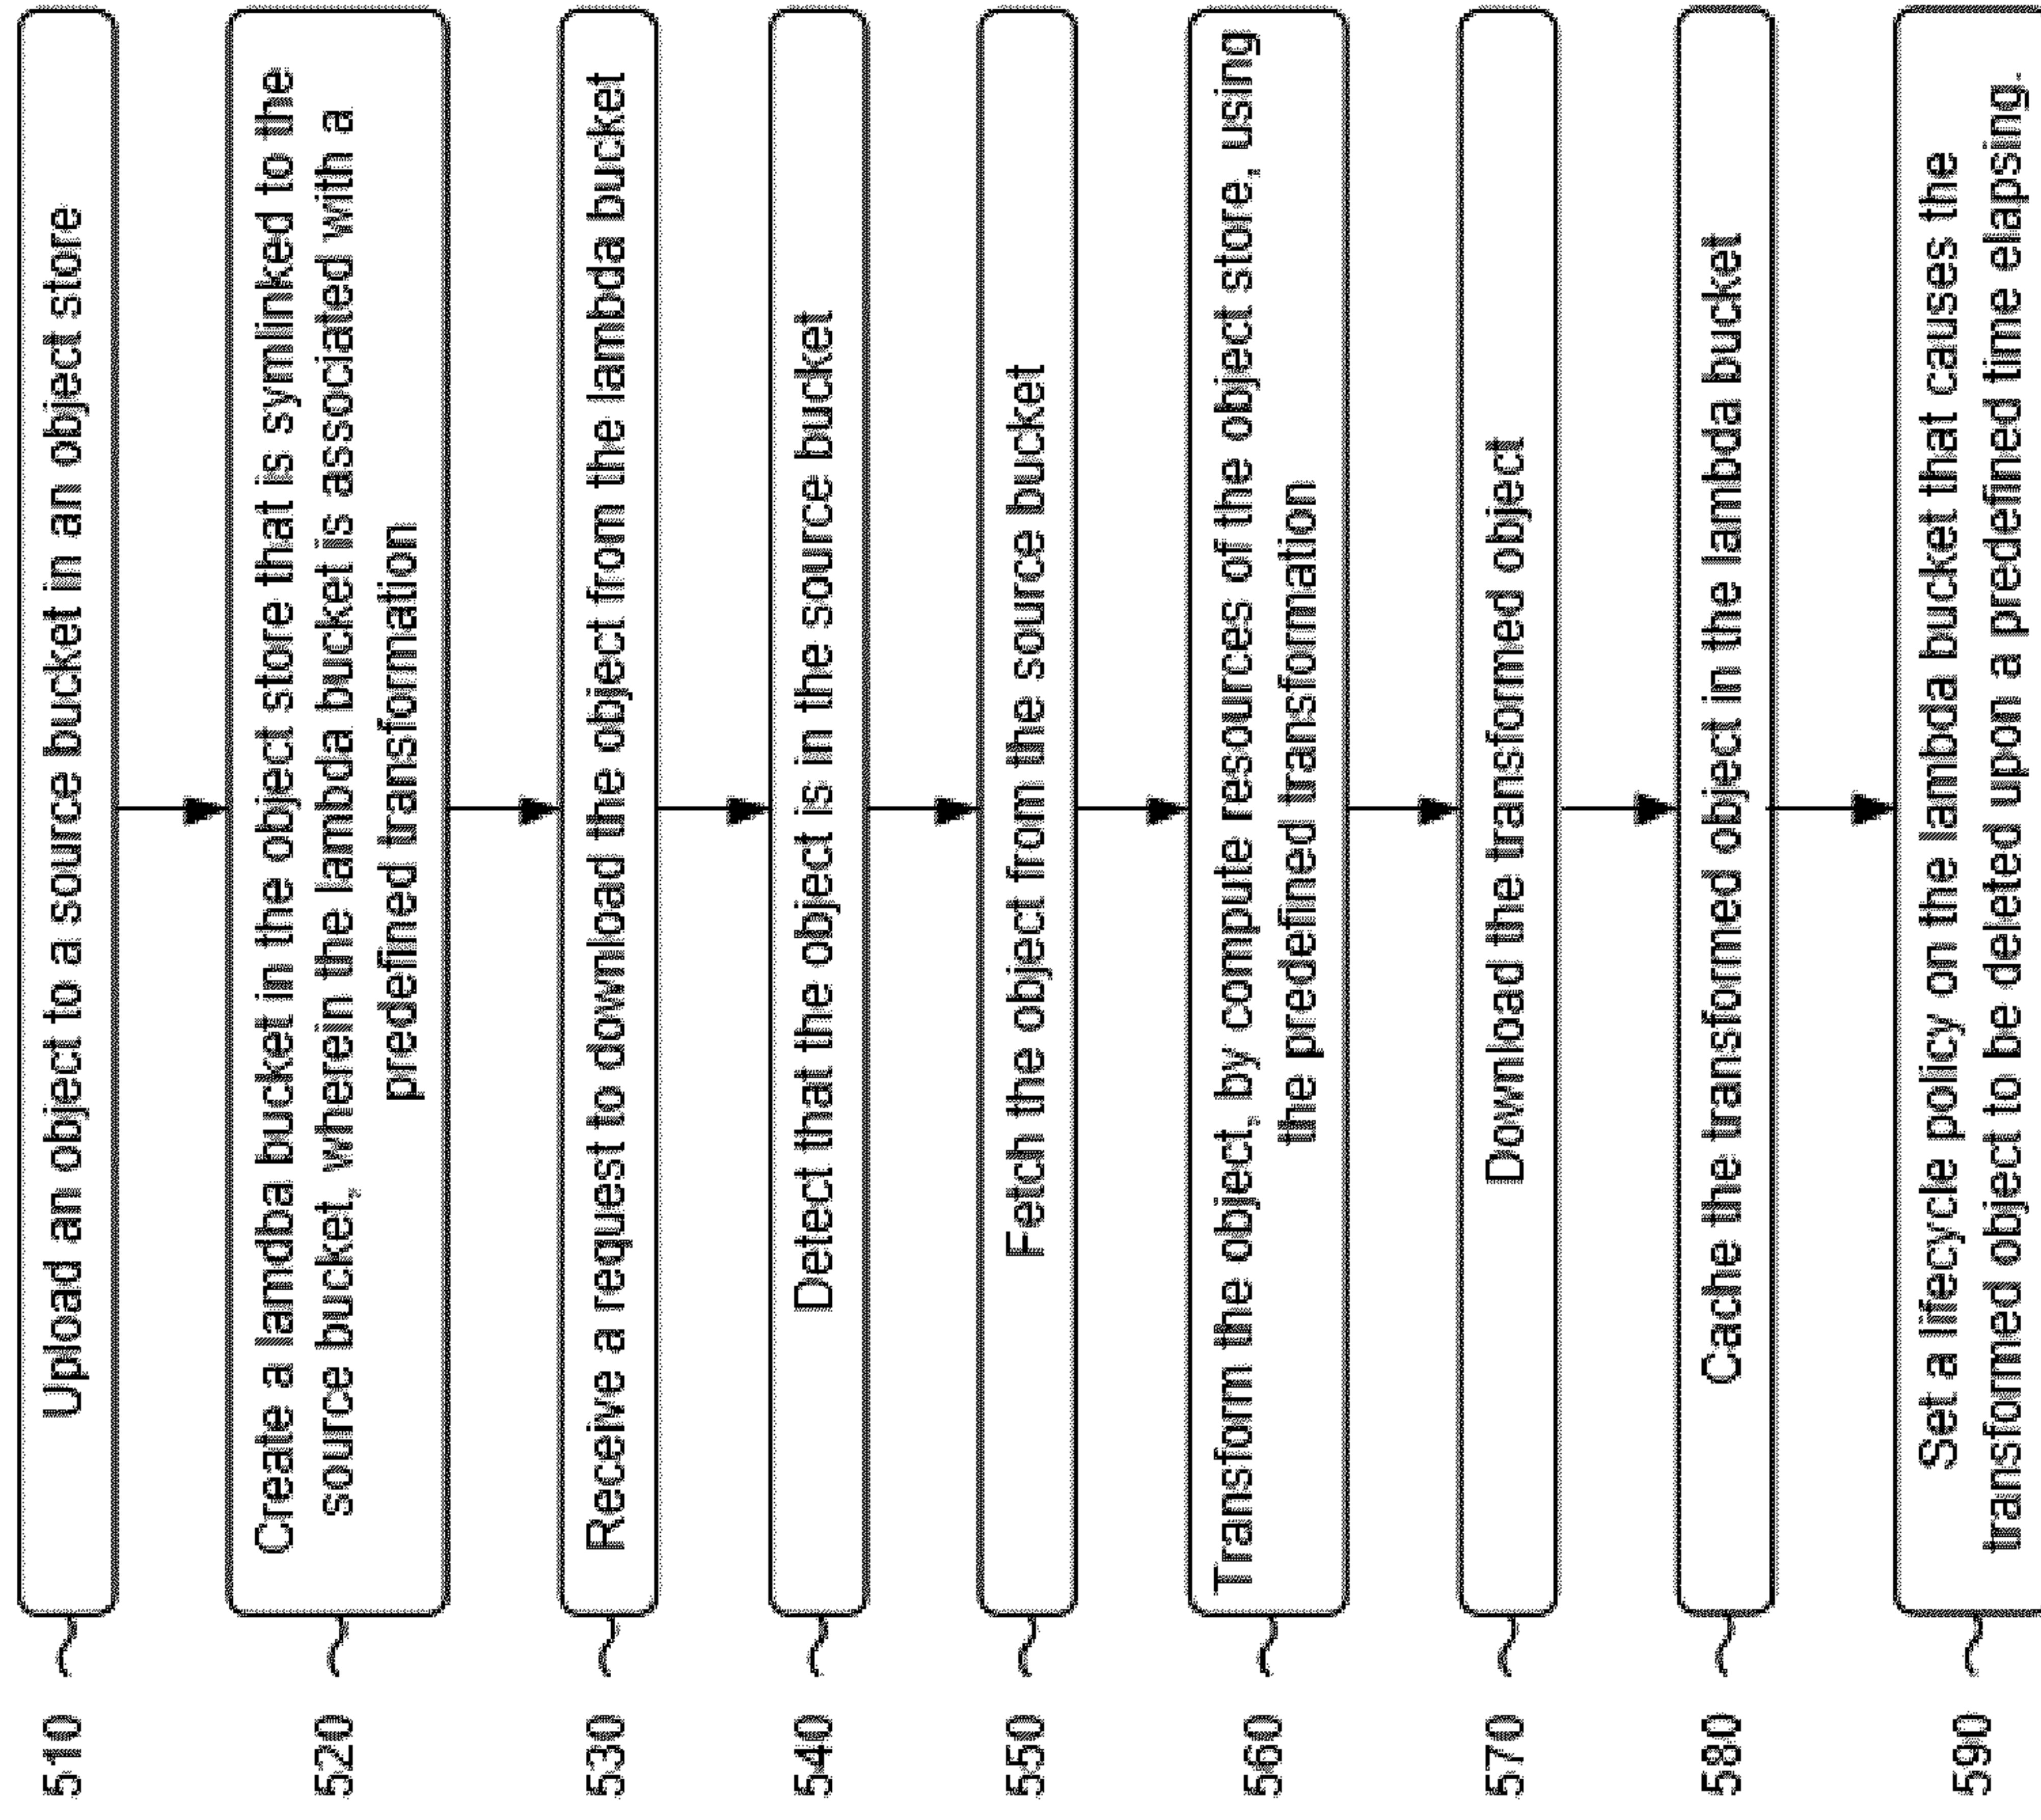 510
Upload an object to a source bucket in an object store
520
Create a lamdba bucket in the object store that is symlinked to the
source bucket, wherein the lambda bucket is associated with a
predefined transformation
530
Receive a request to download the object from the lambda bucket
540
Detect that the object is in the source bucket
550
Fetch the object from the source bucket
560
Transform the object, by compute resources of the object store, using
the predefined transformation
570
Download the transformed object
580
Cache the transformed object in the lambda bucket
590
Set a lifecycle policy on the lambda bucket that causes the
transformed object to be deleted upon a predefined time elapsing.